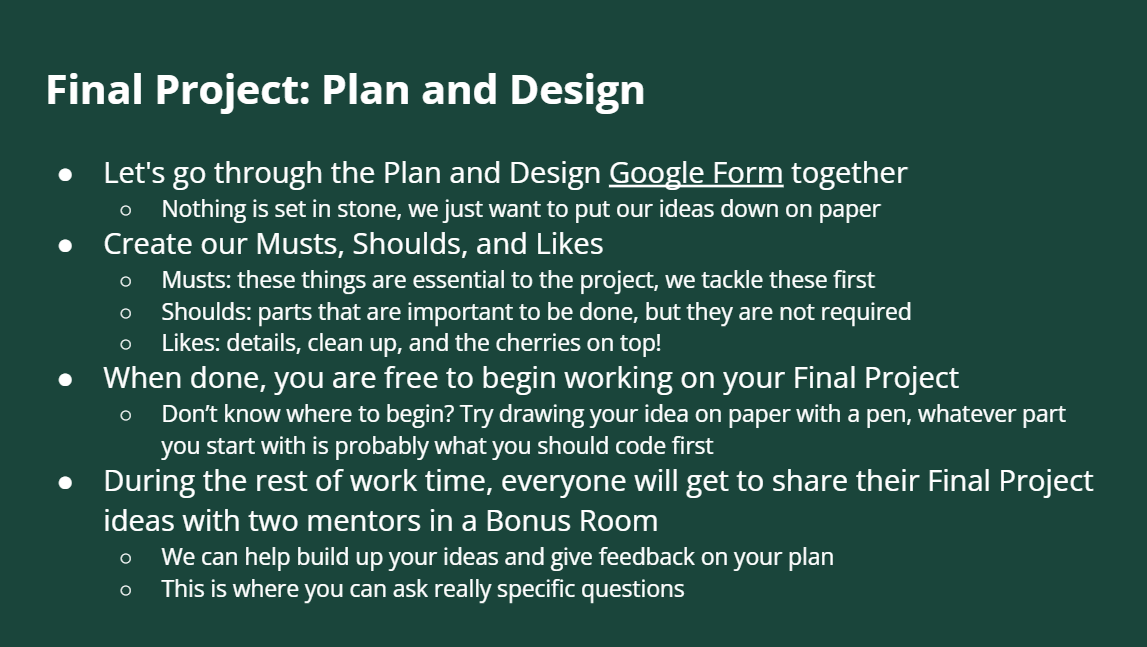 Final Project: Plan and Design
● Let's go through the Plan and Design Google Form together
○ Nothing is set in stone, we just want to put our ideas down on paper
● Create our Musts, Shoulds, and Likes
○ Musts: these things are essential to the project, we tackle these first
○ Shoulds: parts that are important to be done, but they are not required
○ Likes: details, clean up, and the cherries on top!
● When done, you are free to begin working on your Final Project
○ Don’t know where to begin? Try drawing your idea on paper with a pen, whatever part
you start with is probably what you should code first
● During the rest of work time, everyone will get to share their Final Project
ideas with two mentors in a Bonus Room
○ We can help build up your ideas and give feedback on your plan
○ This is where you can ask really specific questions